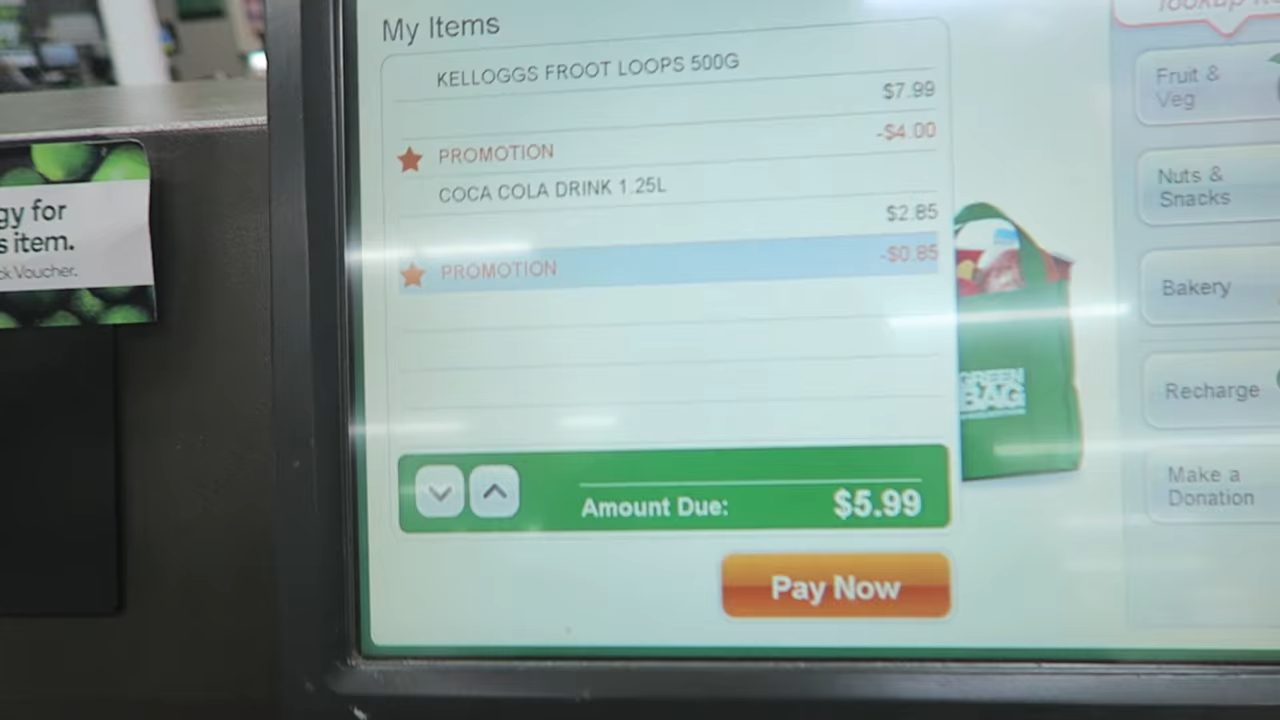 My Items
KELLOGGS FROOT LOOPS 500G
$7.99
-$4.00
PROMOTION
COCA COLA DRINK 1.25L
$2.85
-$0.85
PROMOTION
Amount Due: $5.99
Pay Now
gy for
s item.
ck Voucher.
GREEN
BAG
lookup
Fruit &
Veg
Nuts &
Snacks
Bakery
Recharge
Make a
Donation